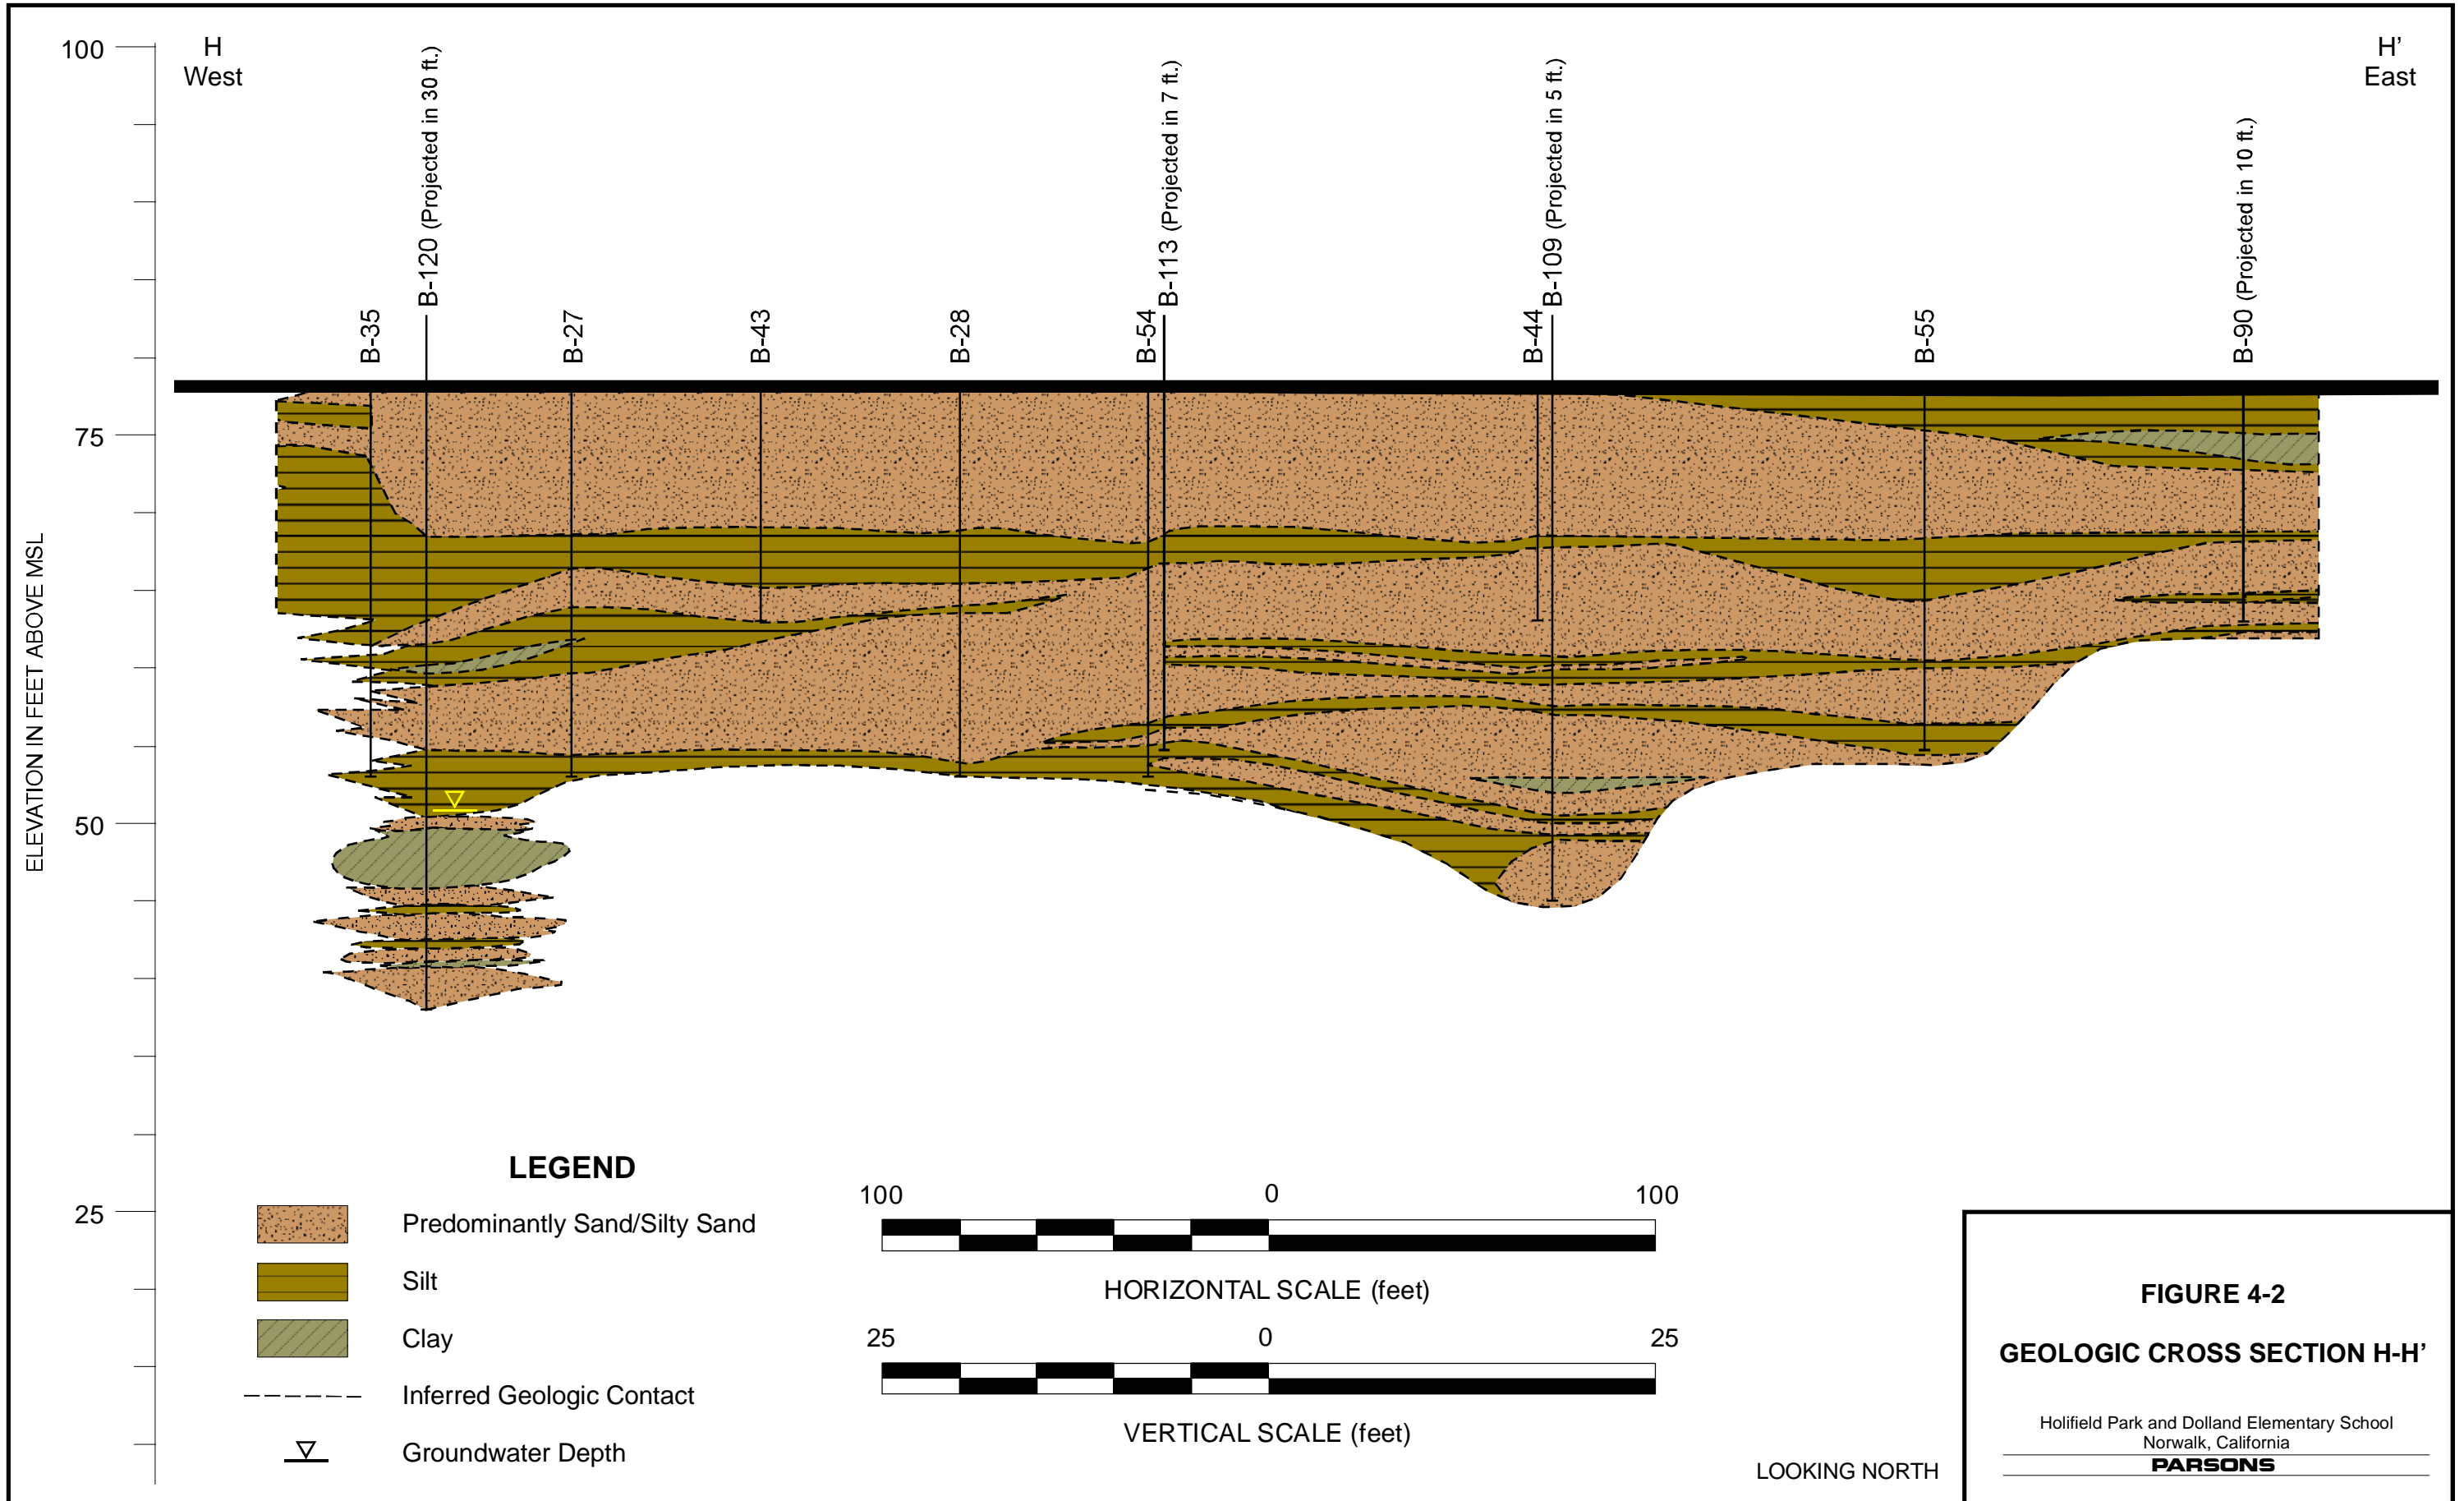 100
H
West
H’
East
B-120 (Projected in 30 ft.)
B-113 (Projected in 7 ft.)
B-109 (Projected in 5 ft.)
B-90 (Projected in 10 ft.)
B-35
B-27
B-43
B-28
B-54
B-44
B-55
75
50
25
ELEVATION IN FEET ABOVE MSL
LEGEND
Predominantly Sand/Silty Sand
Silt
Clay
Inferred Geologic Contact
Groundwater Depth
100 0 100
HORIZONTAL SCALE (feet)
25 0 25
VERTICAL SCALE (feet)
LOOKING NORTH
FIGURE 4-2
GEOLOGIC CROSS SECTION H-H’
Holifield Park and Dolland Elementary School
Norwalk, California
PARSONS